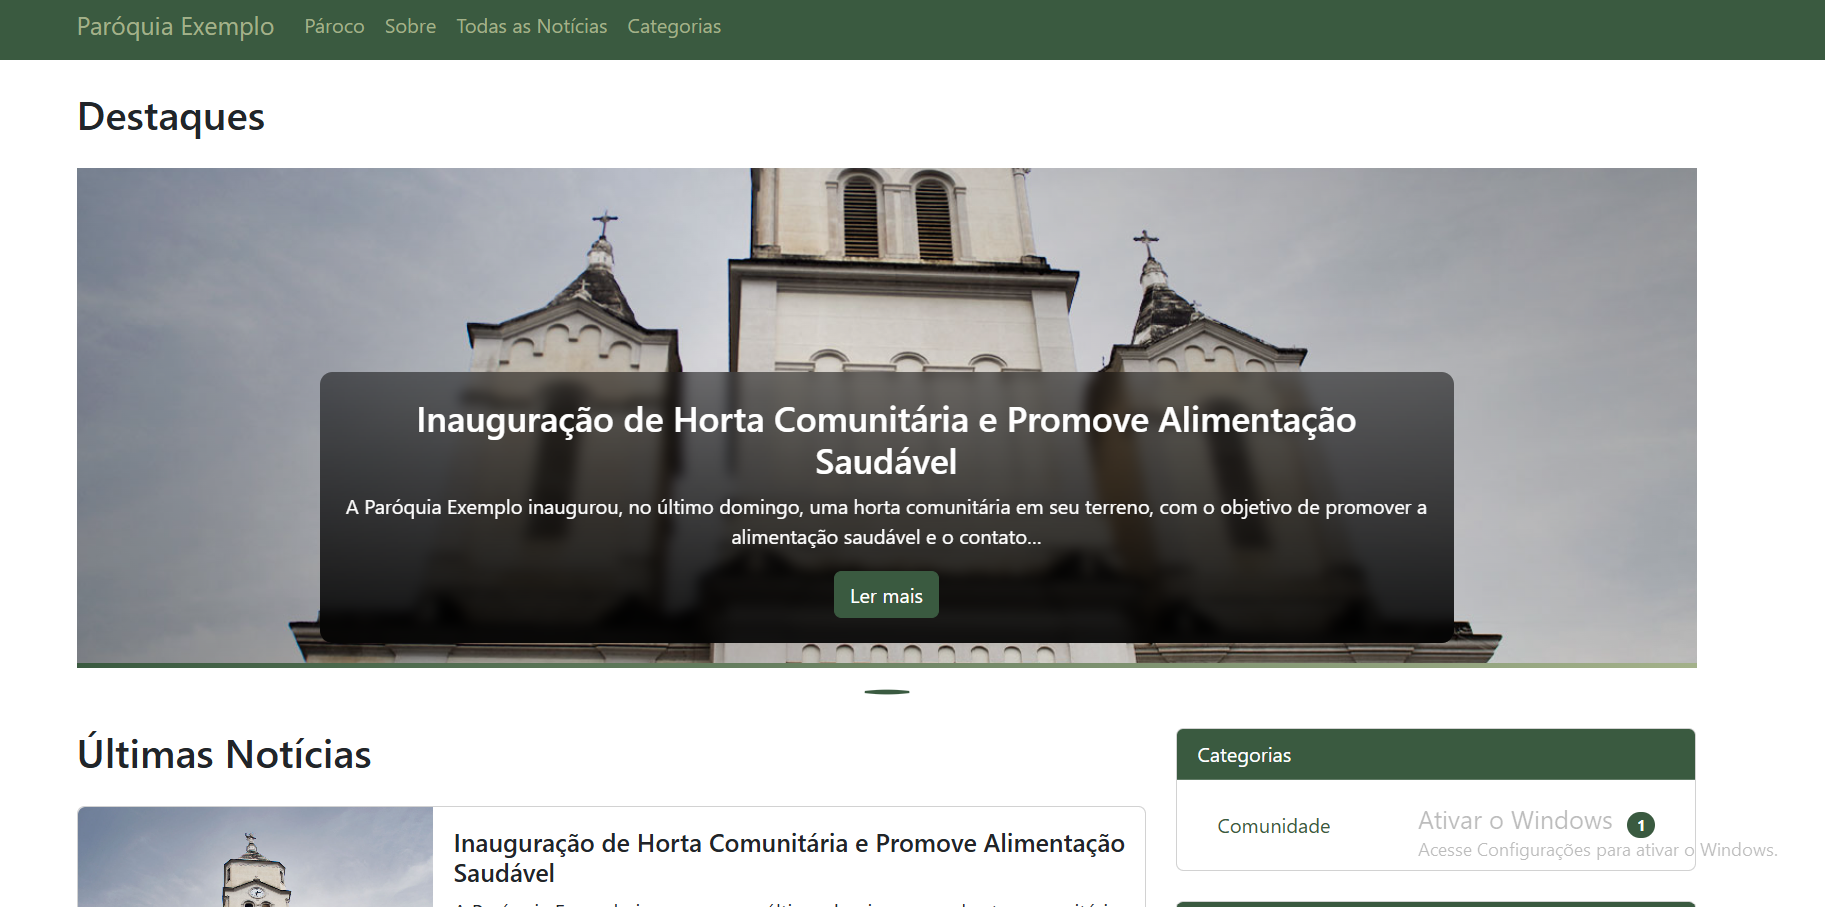 Paróquia Exemplo Pároco Sobre Todas as Notícias Categorias
Destaques
Inauguração de Horta Comunitária e Promove Alimentação
Saudável
A Paróquia Exemplo inaugurou, no último domingo, uma horta comunitária em seu terreno, com o objetivo de promover a
alimentação saudável e o contato...
Ler mais
Últimas Notícias
Inauguração de Horta Comunitária e Promove Alimentação
Saudável
Categorias
Comunidade 1
Ativar o Windows
Acesse Configurações para ativar o Windows.